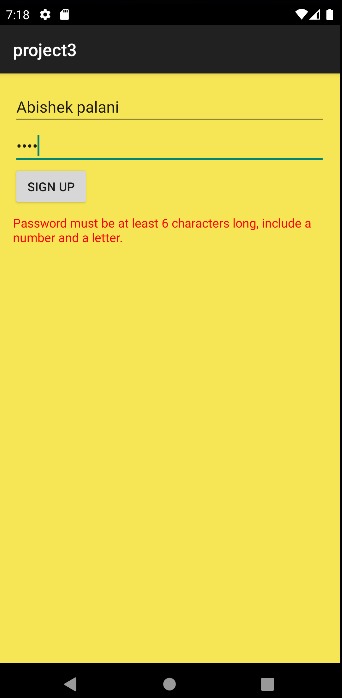 7:18
project3
Abishek palani
••••
SIGN UP
Password must be at least 6 characters long, include a
number and a letter.